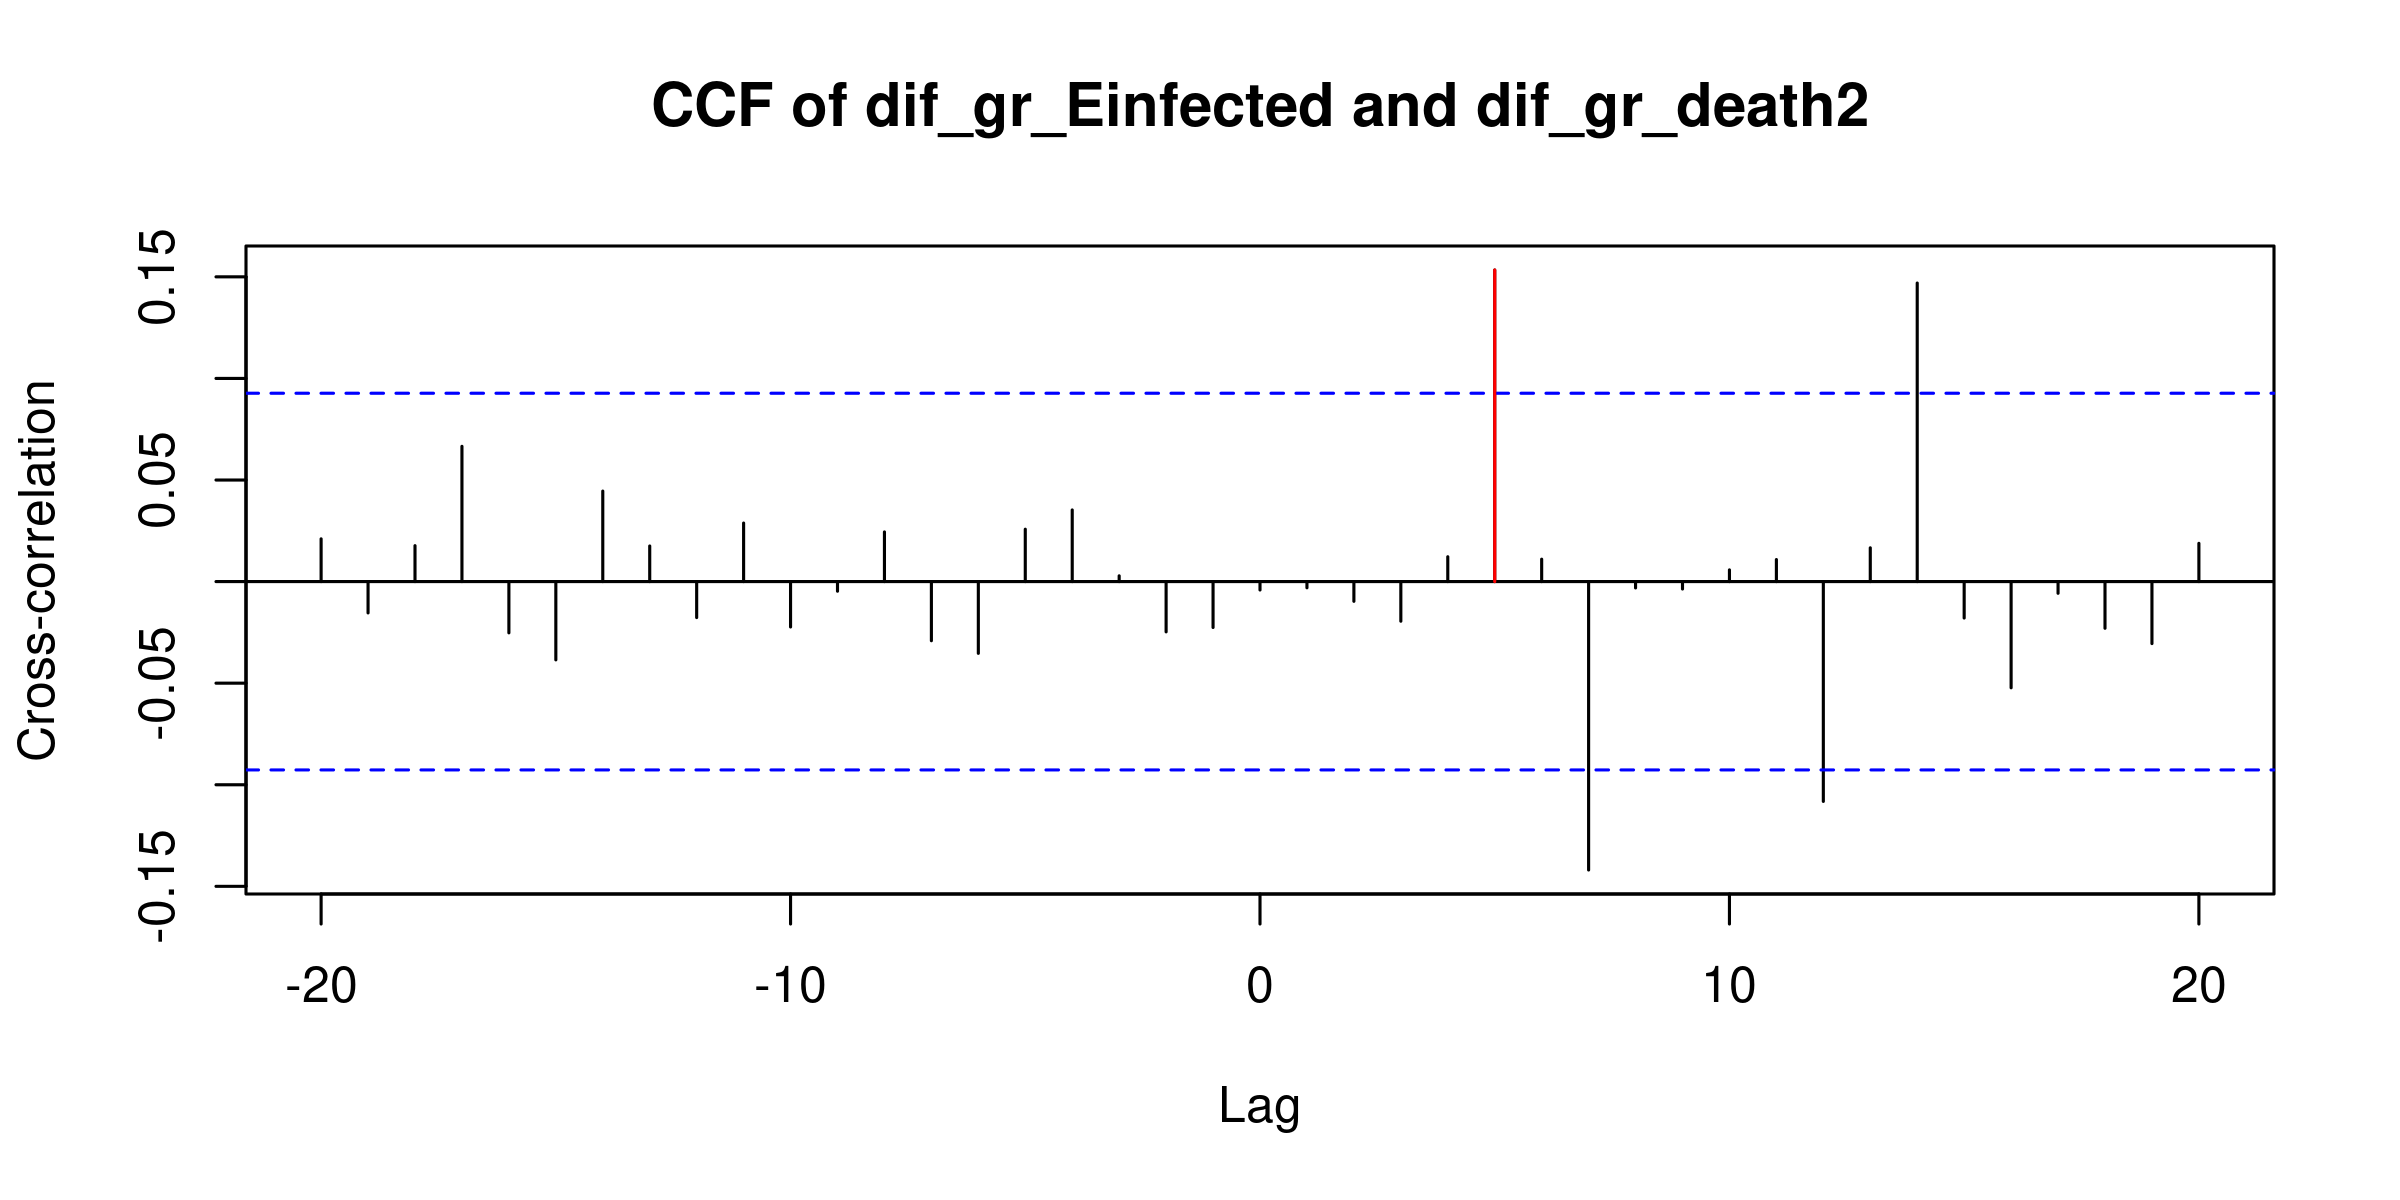 CCF of dif_gr_Einfected and dif_gr_death2
Cross-correlation
0.15
0.05
-0.05
-0.15
-20 -10 0 10 20
Lag